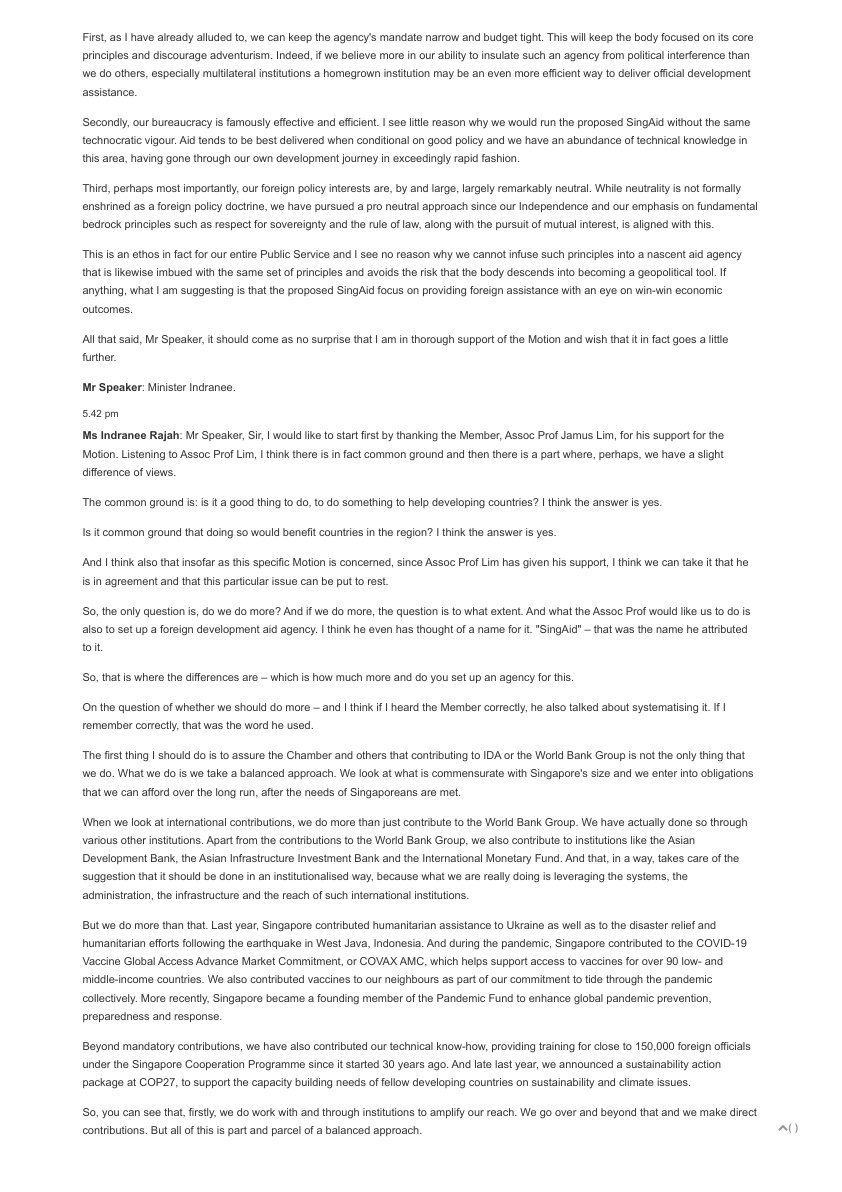 First, as I have already alluded to, we can keep the agency's mandate narrow and budget tight. This will keep the body focused on its core
principles and discourage adventurism. Indeed, if we believe more in our ability to insulate such an agency from political interference than
we do others, especially multilateral institutions a homegrown institution may be an even more efficient way to deliver official development
assistance.
Secondly, our bureaucracy is famously effective and efficient. I see little reason why we would run the proposed SingAid without the same
technocratic vigour. Aid tends to be best delivered when conditional on good policy and we have an abundance of technical knowledge in
this area, having gone through our own development journey in exceedingly rapid fashion.
Third, perhaps most importantly, our foreign policy interests are, by and large, largely remarkably neutral. While neutrality is not formally
enshrined as a foreign policy doctrine, we have pursued a pro neutral approach since our Independence and our emphasis on fundamental
bedrock principles such as respect for sovereignty and the rule of law, along with the pursuit of mutual interest, is aligned with this.
This is an ethos in fact for our entire Public Service and I see no reason why we cannot infuse such principles into a nascent aid agency
that is likewise imbued with the same set of principles and avoids the risk that the body descends into becoming a geopolitical tool. If
anything, what I am suggesting is that the proposed SingAid focus on providing foreign assistance with an eye on win-win economic
outcomes.
All that said, Mr Speaker, it should come as no surprise that I am in thorough support of the Motion and wish that it in fact goes a little
further.
Mr Speaker: Minister Indranee.
5.42 pm
Ms Indranee Rajah: Mr Speaker, Sir, I would like to start first by thanking the Member, Assoc Prof Jamus Lim, for his support for the
Motion. Listening to Assoc Prof Lim, I think there is in fact common ground and then there is a part where, perhaps, we have a slight
difference of views.
The common ground is: is it a good thing to do, to do something to help developing countries? I think the answer is yes.
Is it common ground that doing so would benefit countries in the region? I think the answer is yes.
And I think also that insofar as this specific Motion is concerned, since Assoc Prof Lim has given his support, I think we can take it that he
is in agreement and that this particular issue can be put to rest.
So, the only question is, do we do more? And if we do more, the question is to what extent. And what the Assoc Prof would like us to do is
also to set up a foreign development aid agency. I think he even has thought of a name for it. "SingAid" – that was the name he attributed
to it.
So, that is where the differences are – which is how much more and do you set up an agency for this.
On the question of whether we should do more – and I think if I heard the Member correctly, he also talked about systematising it. If I
remember correctly, that was the word he used.
The first thing I should do is to assure the Chamber and others that contributing to IDA or the World Bank Group is not the only thing that
we do. What we do is we take a balanced approach. We look at what is commensurate with Singapore's size and we enter into obligations
that we can afford over the long run, after the needs of Singaporeans are met.
When we look at international contributions, we do more than just contribute to the World Bank Group. We have actually done so through
various other institutions. Apart from the contributions to the World Bank Group, we also contribute to institutions like the Asian
Development Bank, the Asian Infrastructure Investment Bank and the International Monetary Fund. And that, in a way, takes care of the
suggestion that it should be done in an institutionalised way, because what we are really doing is leveraging the systems, the
administration, the infrastructure and the reach of such international institutions.
But we do more than that. Last year, Singapore contributed humanitarian assistance to Ukraine as well as to the disaster relief and
humanitarian efforts following the earthquake in West Java, Indonesia. And during the pandemic, Singapore contributed to the COVID-19
Vaccine Global Access Advance Market Commitment, or COVAX AMC, which helps support access to vaccines for over 90 low- and
middle-income countries. We also contributed vaccines to our neighbours as part of our commitment to tide through the pandemic
collectively. More recently, Singapore became a founding member of the Pandemic Fund to enhance global pandemic prevention,
preparedness and response.
Beyond mandatory contributions, we have also contributed our technical know-how, providing training for close to 150,000 foreign officials
under the Singapore Cooperation Programme since it started 30 years ago. And late last year, we announced a sustainability action
package at COP27, to support the capacity building needs of fellow developing countries on sustainability and climate issues.
So, you can see that, firstly, we do work with and through institutions to amplify our reach. We go over and beyond that and we make direct
contributions. But all of this is part and parcel of a balanced approach.
( )